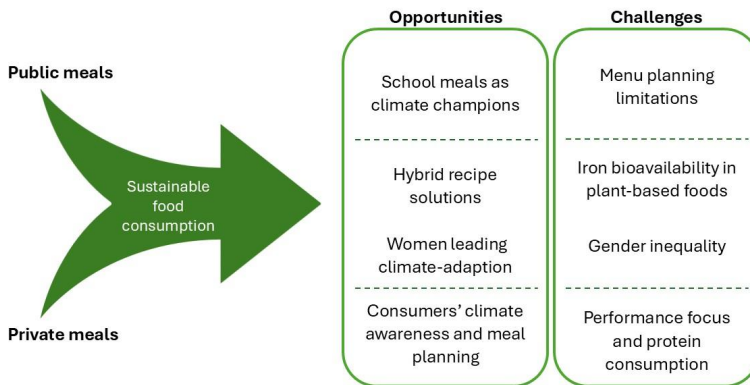 Opportunities
Challenges
Public meals
Private meals
Sustainable
food
consumption
School meals as
climate champions
Hybrid recipe
solutions
Women leading
climate-adaption
Consumers’ climate
awareness and meal
planning
Menu planning
limitations
Iron bioavailability in
plant-based foods
Gender inequality
Performance focus
and protein
consumption